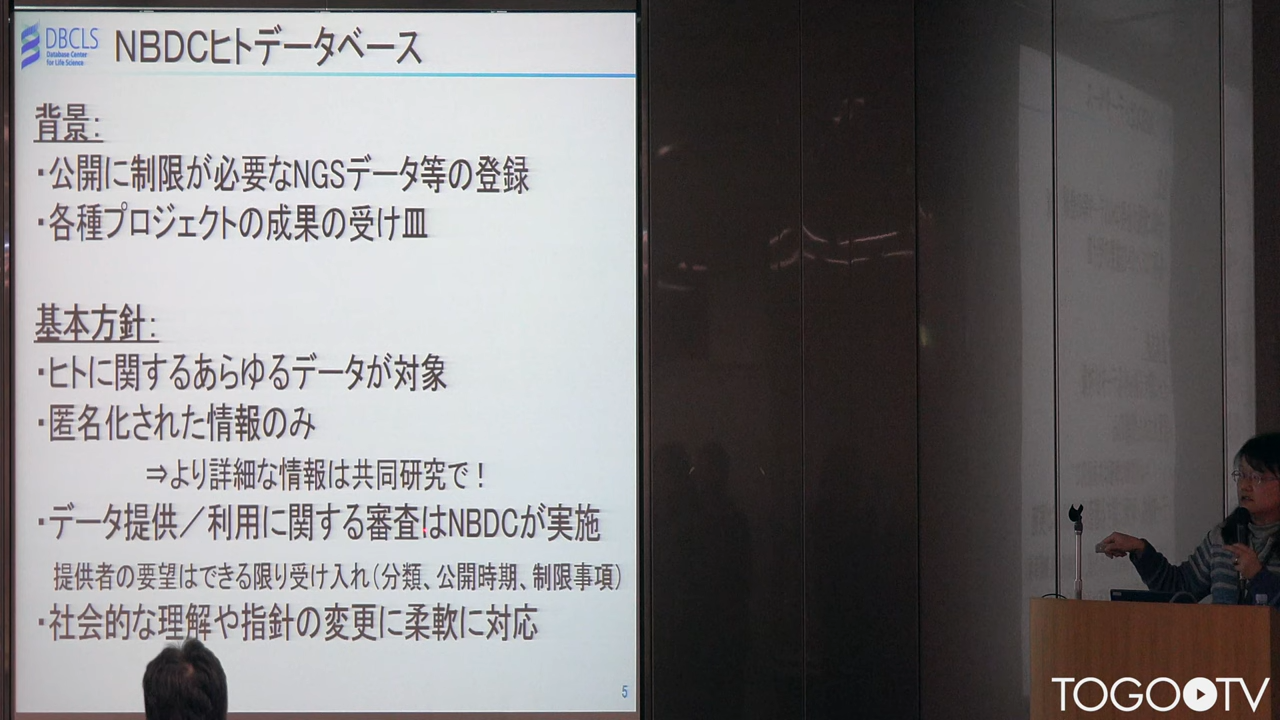 DBCLS
Database Center
for Life Science
NBDCヒトデータベース
背景:
・公開に制限が必要なNGSデータ等の登録
・各種プロジェクトの成果の受け皿
基本方針:
・ヒトに関するあらゆるデータが対象
・匿名化された情報のみ
⇒より詳細な情報は共同研究で！
・データ提供／利用に関する審査はNBDCが実施
提供者の要望はできる限り受け入れ(分類、公開時期、制限事項)
・社会的な理解や指針の変更に柔軟に対応
5
TOGO TV